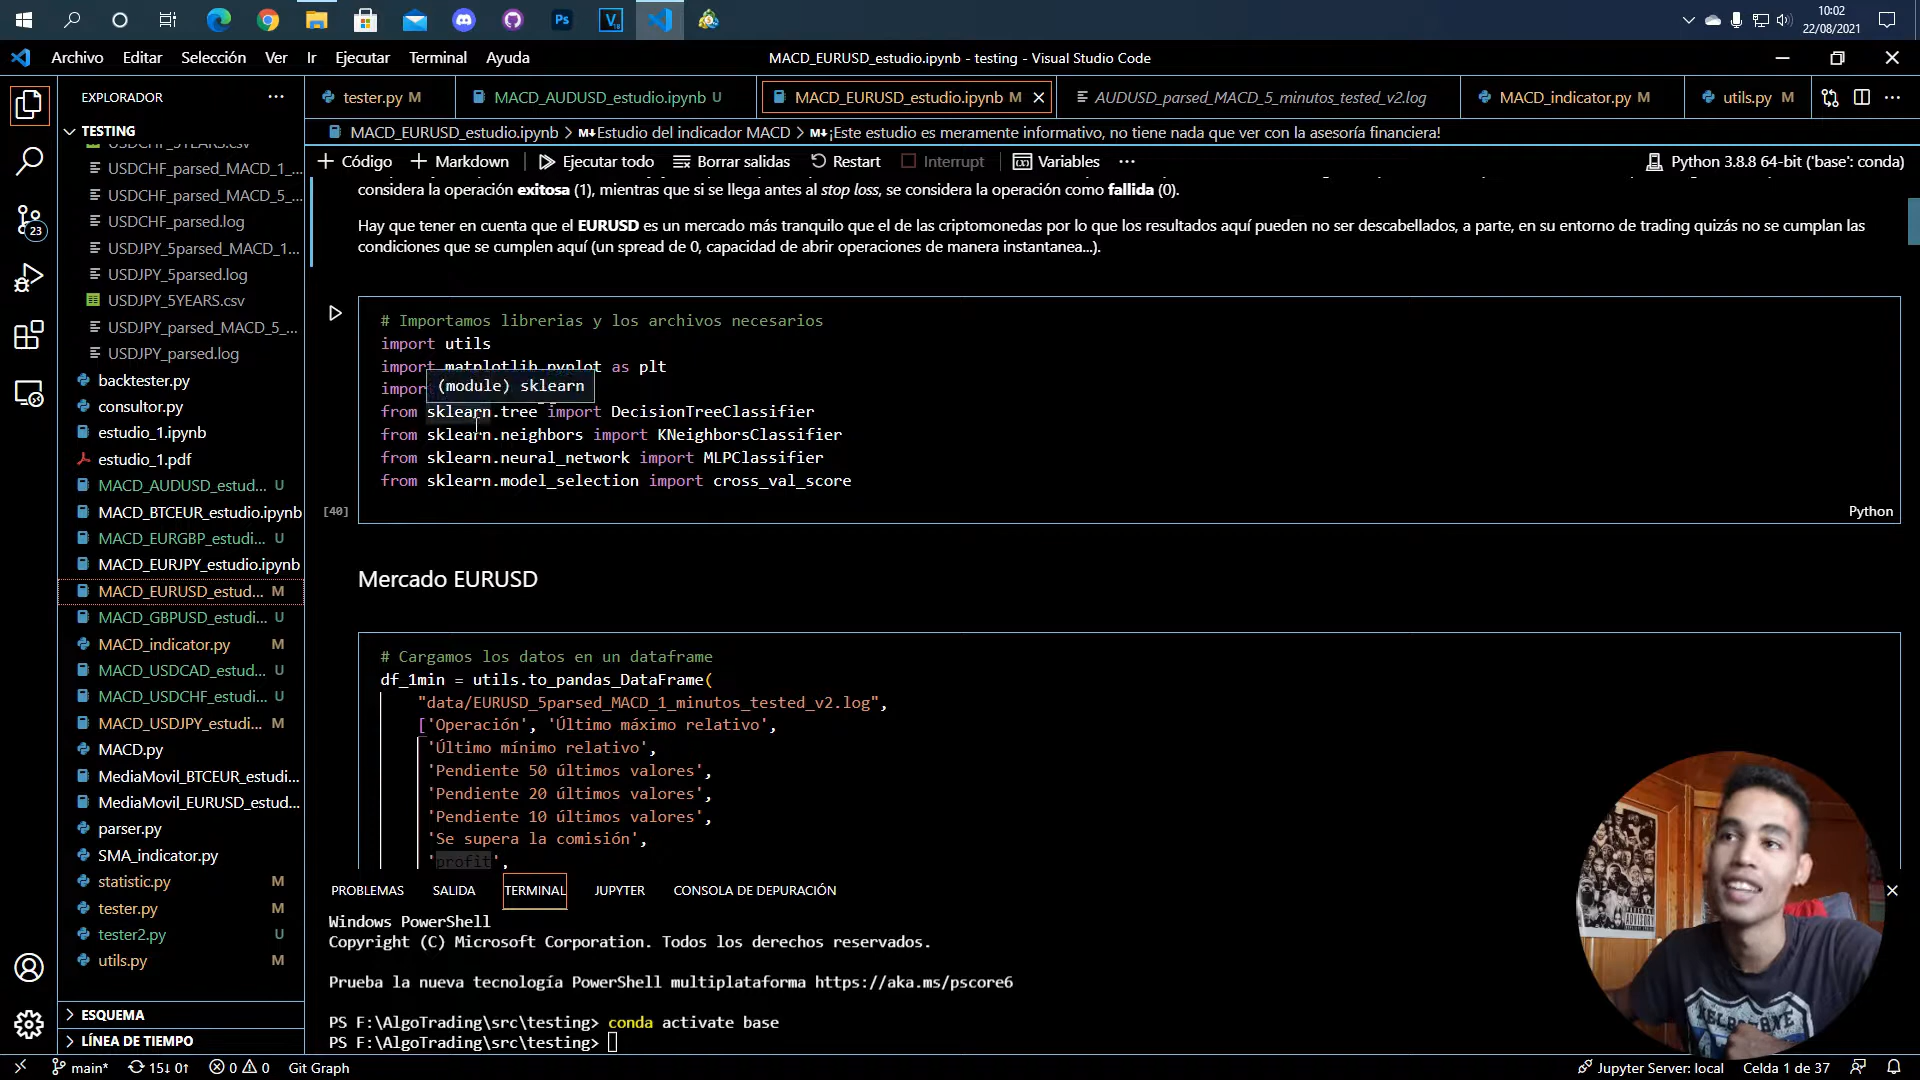 Ps
10:02
22/08/2021
Archivo Editar Selección Ver Ir Ejecutar Terminal Ayuda
MACD_EURUSD_estudio.ipynb - testing - Visual Studio Code
EXPLORADOR
tester.py M
MACD_AUDUSD_estudio.ipynb U
MACD_EURUSD_estudio.ipynb M
AUDUSD_parsed_MACD_5_minutos_tested_v2.log
MACD_indicator.py M
utils.py M
MACD_EURUSD_estudio.ipynb > M↓Estudio del indicador MACD > M↓¡Este estudio es meramente informativo, no tiene nada que ver con la asesoría financiera!
+ Código + Markdown Ejecutar todo Borrar salidas Restart Interrupt Variables ...
Python 3.8.8 64-bit ('base': conda)
TESTING
USDCHF_5YEARS.csv
USDCHF_parsed_MACD_1_...
USDCHF_parsed_MACD_5_...
USDCHF_parsed.log
USDJPY_5parsed_MACD_1...
USDJPY_5parsed.log
USDJPY_5YEARS.csv
USDJPY_parsed_MACD_5_...
USDJPY_parsed.log
backtester.py
consultor.py
estudio_1.ipynb
estudio_1.pdf
MACD_AUDUSD_estud... U
MACD_BTCEUR_estudio.ipynb
MACD_EURGBP_estudi... U
MACD_EURJPY_estudio.ipynb
MACD_EURUSD_estud... M
MACD_GBPUSD_estudi... U
MACD_indicator.py M
MACD_USDCAD_estud... U
MACD_USDCHF_estudi... U
MACD_USDJPY_estudi... M
MACD.py
MediaMovil_BTCEUR_estudi...
MediaMovil_EURUSD_estud...
parser.py
SMA_indicator.py
statistic.py M
tester.py M
tester2.py U
utils.py M
ESQUEMA
LÍNEA DE TIEMPO
23
considera la operación exitosa (1), mientras que si se llega antes al stop loss, se considera la operación como fallida (0).
Hay que tener en cuenta que el EURUSD es un mercado más tranquilo que el de las criptomonedas por lo que los resultados aquí pueden no ser descabellados, a parte, en su entorno de trading quizás no se cumplan las
condiciones que se cumplen aquí (un spread de 0, capacidad de abrir operaciones de manera instantanea...).
# Importamos librerias y los archivos necesarios
import utils
import matplotlib.pyplot as plt
import
(module) sklearn
from sklearn.tree import DecisionTreeClassifier
from sklearn.neighbors import KNeighborsClassifier
from sklearn.neural_network import MLPClassifier
from sklearn.model_selection import cross_val_score
[40]
Python
Mercado EURUSD
# Cargamos los datos en un dataframe
df_1min = utils.to_pandas_DataFrame(
"data/EURUSD_5parsed_MACD_1_minutos_tested_v2.log",
['Operación', 'Último máximo relativo',
'Último mínimo relativo',
'Pendiente 50 últimos valores',
'Pendiente 20 últimos valores',
'Pendiente 10 últimos valores',
'Se supera la comisión',
'profit',
PROBLEMAS SALIDA TERMINAL JUPYTER CONSOLA DE DEPURACIÓN
Windows PowerShell
Copyright (C) Microsoft Corporation. Todos los derechos reservados.
Prueba la nueva tecnología PowerShell multiplataforma https://aka.ms/pscore6
PS F:\AlgoTrading\src\testing> conda activate base
PS F:\AlgoTrading\src\testing>
main* 15↓ 0↑ 0 0 Git Graph
Jupyter Server: local Celda 1 de 37